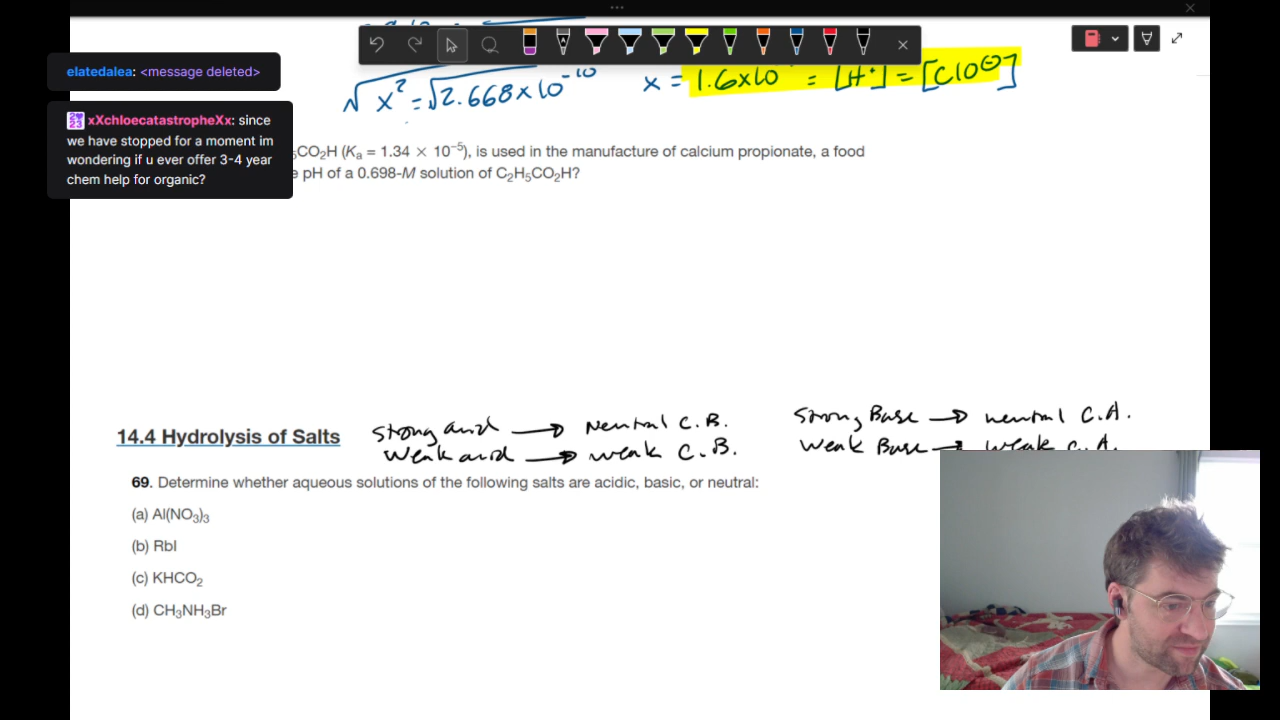 elatedalea: <message deleted>
xXchloecatastropheXx: since
we have stopped for a moment im
wondering if u ever offer 3-4 year
chem help for organic?
√x² = √2.668x10⁻¹⁰ x = 1.6x10 = [H⁺] = [ClO⊖]
CO₂H (Kₐ = 1.34 × 10⁻⁵), is used in the manufacture of calcium propionate, a food
pH of a 0.698-M solution of C₂H₅CO₂H?
strong acid → Neutral C.B.
weak acid → weak C.B.
Strong Base → neutral C.A.
Weak Base → weak C.A.
14.4 Hydrolysis of Salts
69. Determine whether aqueous solutions of the following salts are acidic, basic, or neutral:
(a) Al(NO₃)₃
(b) RbI
(c) KHCO₂
(d) CH₃NH₃Br